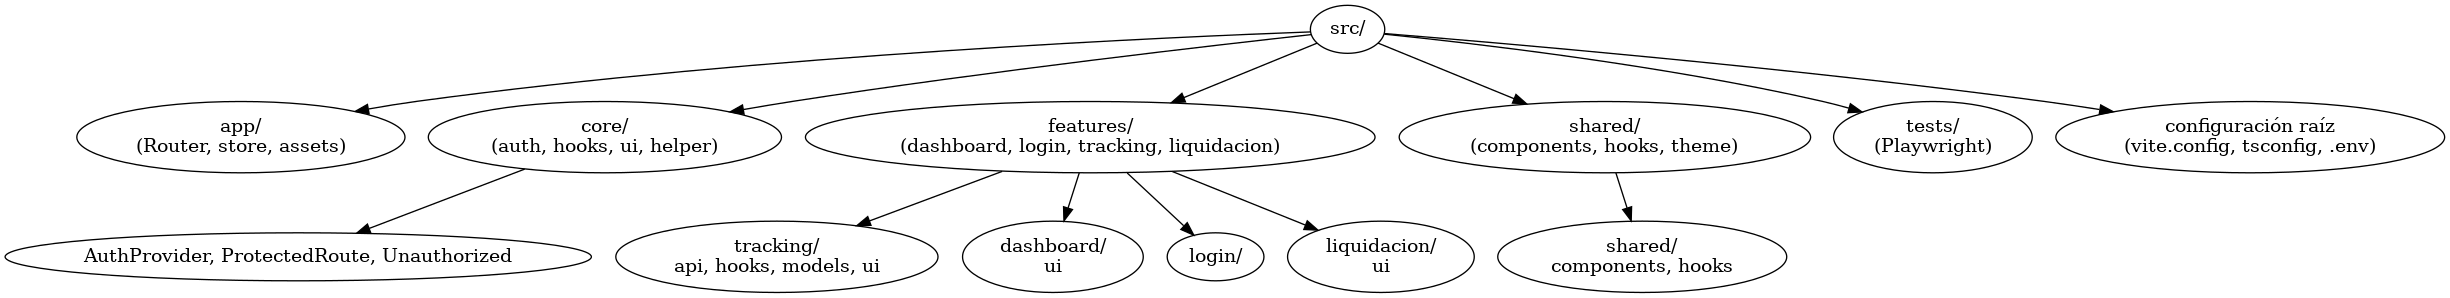 src/
app/
(Router, store, assets)
core/
(auth, hooks, ui, helper)
features/
(dashboard, login, tracking, liquidacion)
shared/
(components, hooks, theme)
tests/
(Playwright)
configuración raíz
(vite.config, tsconfig, .env)
AuthProvider, ProtectedRoute, Unauthorized
tracking/
api, hooks, models, ui
dashboard/
ui
login/
liquidacion/
ui
shared/
components, hooks